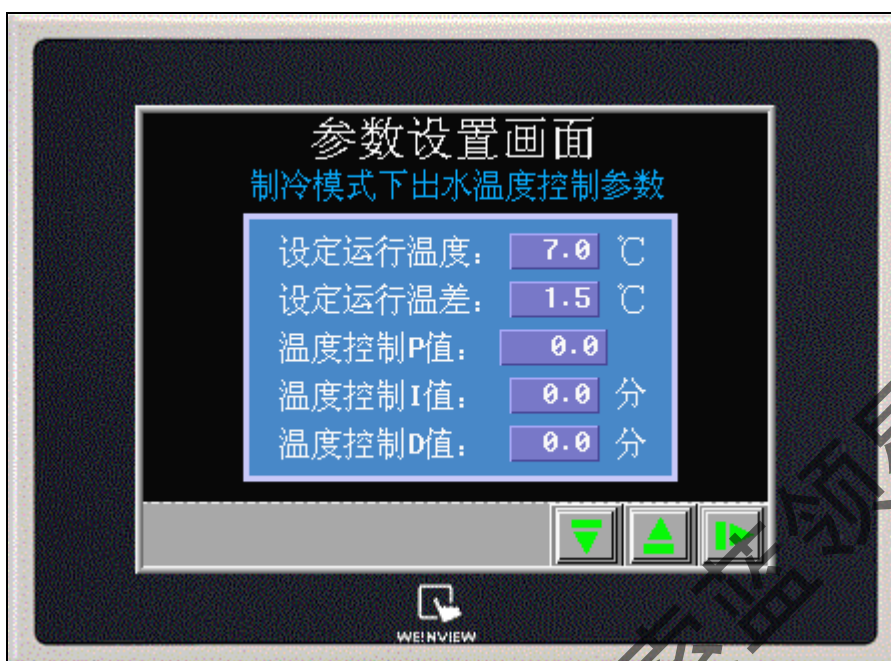 参数设置画面
制冷模式下出水温度控制参数
设定运行温度: 7.0 ℃
设定运行温差: 1.5 ℃
温度控制P值: 0.0
温度控制I值: 0.0 分
温度控制D值: 0.0 分
WEINVIEW
蓝领